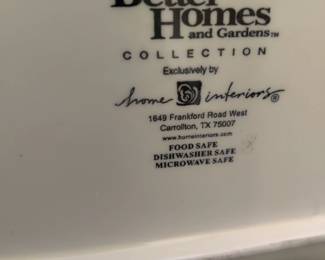 Better
Homes
and Gardens™
COLLECTION
Exclusively by
home interiors®
1649 Frankford Road West
Carrollton, TX 75007
www.homeinteriors.com
FOOD SAFE
DISHWASHER SAFE
MICROWAVE SAFE